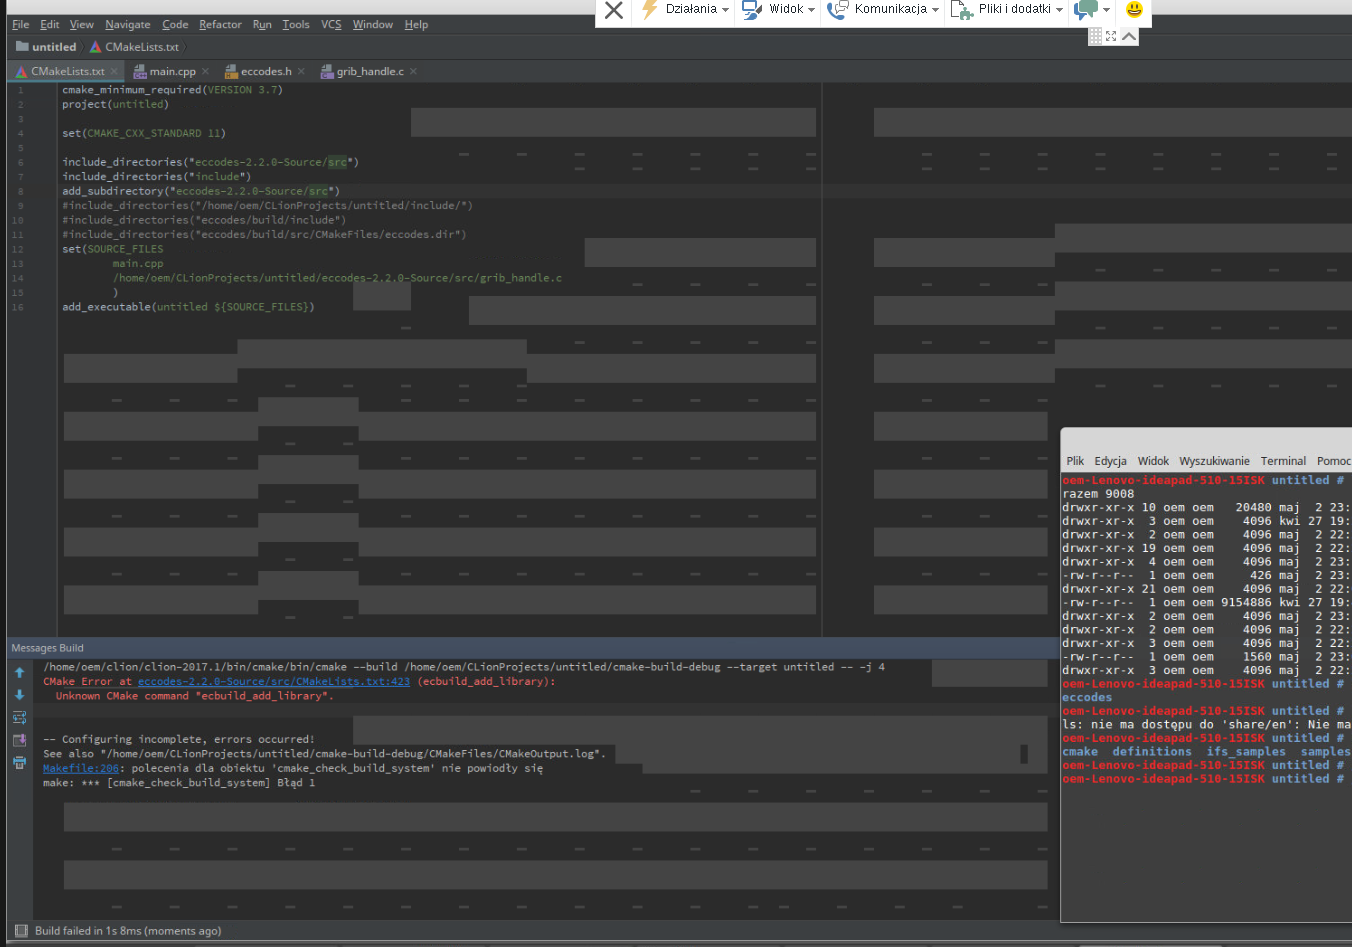 Działania Widok Komunikacja Pliki i dodatki
File Edit View Navigate Code Refactor Run Tools VCS Window Help
untitled CMakeLists.txt
CMakeLists.txt main.cpp eccodes.h grib_handle.c
1 cmake_minimum_required(VERSION 3.7)
2 project(untitled)
3
4 set(CMAKE_CXX_STANDARD 11)
5
6 include_directories("eccodes-2.2.0-Source/src")
7 include_directories("include")
8 add_subdirectory("eccodes-2.2.0-Source/src")
9 #include_directories("/home/oem/CLionProjects/untitled/include/")
10 #include_directories("eccodes/build/include")
11 #include_directories("eccodes/build/src/CMakeFiles/eccodes.dir")
12 set(SOURCE_FILES
13 main.cpp
14 /home/oem/CLionProjects/untitled/eccodes-2.2.0-Source/src/grib_handle.c
15 )
16 add_executable(untitled ${SOURCE_FILES})
Messages Build
/home/oem/clion/clion-2017.1/bin/cmake/bin/cmake --build /home/oem/CLionProjects/untitled/cmake-build-debug --target untitled -- -j 4
CMake Error at eccodes-2.2.0-Source/src/CMakeLists.txt:423 (ecbuild_add_library):
Unknown CMake command "ecbuild_add_library".
-- Configuring incomplete, errors occurred!
See also "/home/oem/CLionProjects/untitled/cmake-build-debug/CMakeFiles/CMakeOutput.log".
Makefile:206: polecenia dla obiektu 'cmake_check_build_system' nie powiodły się
make: *** [cmake_check_build_system] Błąd 1
Build failed in 1s 8ms (moments ago)
Plik Edycja Widok Wyszukiwanie Terminal Pomoc
oem-Lenovo-ideapad-510-15ISK untitled #
razem 9008
drwxr-xr-x 10 oem oem 20480 maj 2 23:
drwxr-xr-x 3 oem oem 4096 kwi 27 19:
drwxr-xr-x 2 oem oem 4096 maj 2 22:
drwxr-xr-x 19 oem oem 4096 maj 2 22:
drwxr-xr-x 4 oem oem 4096 maj 2 22:
-rw-r--r-- 1 oem oem 426 maj 2 23:
drwxr-xr-x 21 oem oem 4096 maj 2 22:
-rw-r--r-- 1 oem oem 9154886 kwi 27 19:
drwxr-xr-x 2 oem oem 4096 maj 2 23:
drwxr-xr-x 2 oem oem 4096 maj 2 22:
drwxr-xr-x 3 oem oem 4096 maj 2 23:
-rw-r--r-- 1 oem oem 1560 maj 2 23:
drwxr-xr-x 3 oem oem 4096 maj 2 22:
oem-Lenovo-ideapad-510-15ISK untitled #
eccodes
oem-Lenovo-ideapad-510-15ISK untitled #
ls: nie ma dostępu do 'share/en': Nie ma
oem-Lenovo-ideapad-510-15ISK untitled #
cmake definitions ifs_samples samples
oem-Lenovo-ideapad-510-15ISK untitled #
oem-Lenovo-ideapad-510-15ISK untitled #